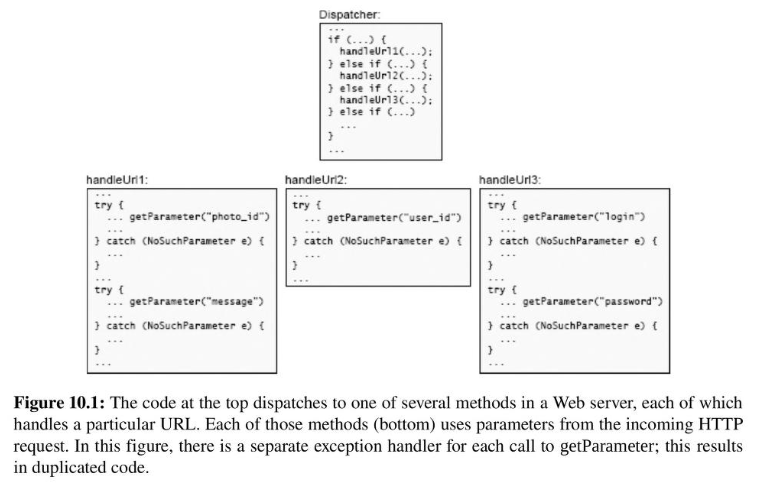 Dispatcher:
...
if (...) {
handleUrl1(...);
} else if (...) {
handleUrl2(...);
} else if (...) {
handleUrl3(...);
} else if (...)
...
}
...
handleUrl1:
...
try {
... getParameter("photo_id")
...
} catch (NoSuchParameter e) {
...
}
...
try {
... getParameter("message")
...
} catch (NoSuchParameter e) {
...
}
...
handleUrl2:
...
try {
... getParameter("user_id")
...
} catch (NoSuchParameter e) {
...
}
...
handleUrl3:
...
try {
... getParameter("login")
...
} catch (NoSuchParameter e) {
...
}
...
try {
... getParameter("password")
...
} catch (NoSuchParameter e) {
...
}
...
Figure 10.1: The code at the top dispatches to one of several methods in a Web server, each of which
handles a particular URL. Each of those methods (bottom) uses parameters from the incoming HTTP
request. In this figure, there is a separate exception handler for each call to getParameter; this results
in duplicated code.